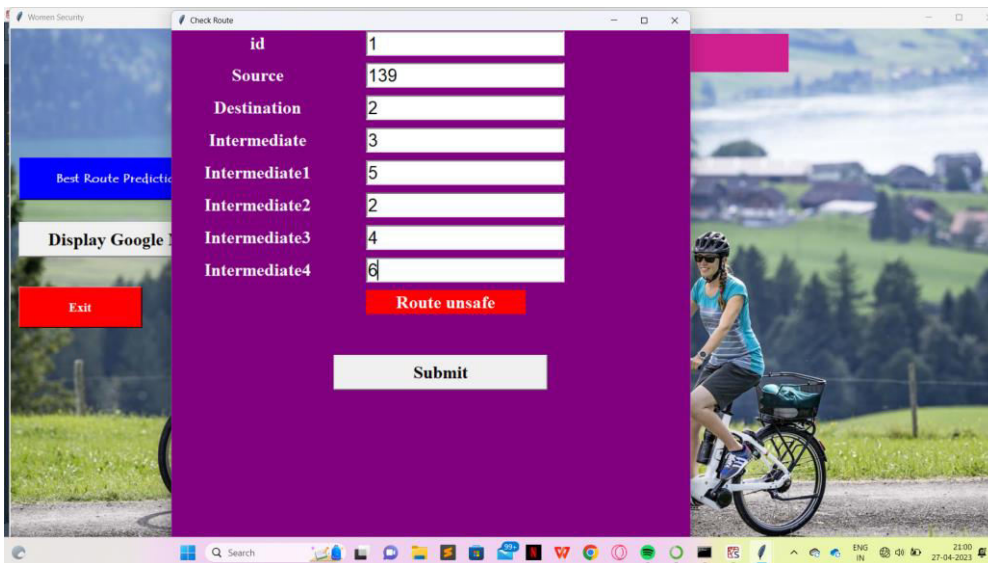 Women Security
Check Route
id 1
Source 139
Destination 2
Intermediate 3
Intermediate1 5
Best Route Predictio
Intermediate2 2
Display Google
Intermediate3 4
Intermediate4 6
Exit
Route unsafe
Submit
Search
99+
ENG
IN
21:00
27-04-2023